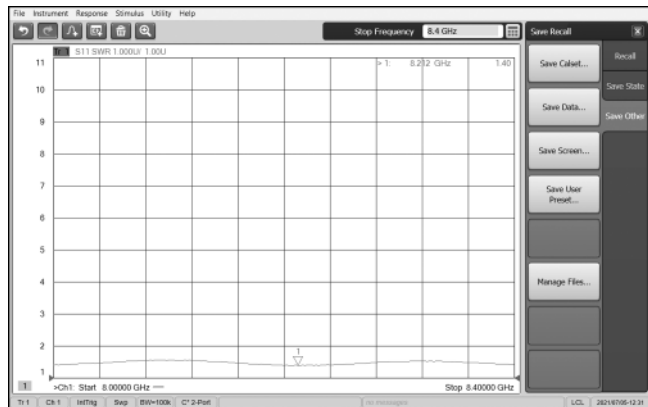 File Instrument Response Stimulus Utility Help
Stop Frequency 8.4 GHz
Save Recall
S11 SWR 1.000U/ 1.00U
> 1: 8.212 GHz 1.40
11
10
9
8
7
6
5
4
3
2
1
1
1
>Ch1: Start 8.00000 GHz
Stop 8.40000 GHz
Save Calset...
Save Data...
Save Screen...
Save User
Preset...
Manage Files...
Recall
Save State
Save Other
Tr 1 Ch 1 IntTrig Swp BW=100k C* 2-Port no messages LCL 2021/07/05-12:31